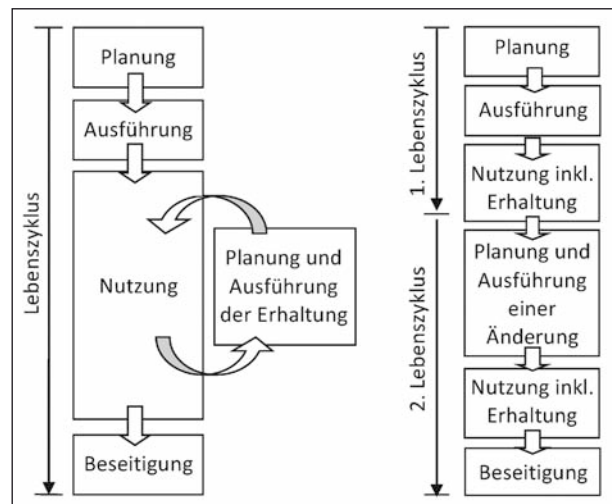 Lebenszyklus
Planung
Ausführung
Nutzung
Planung und
Ausführung
der Erhaltung
Beseitigung
1. Lebenszyklus
2. Lebenszyklus
Planung
Ausführung
Nutzung inkl.
Erhaltung
Planung und
Ausführung
einer
Änderung
Nutzung inkl.
Erhaltung
Beseitigung